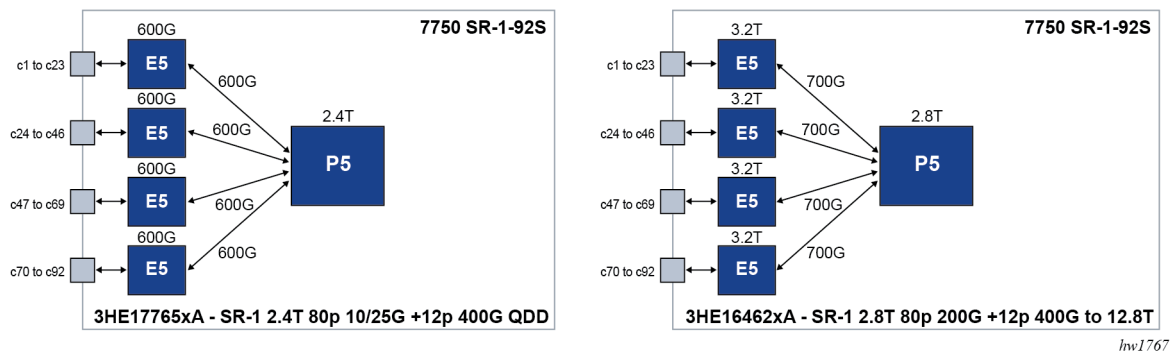 7750 SR-1-92S
600G
E5
c1 to c23
600G
600G
E5
c24 to c46
600G
2.4T
P5
600G
E5
c47 to c69
600G
600G
E5
c70 to c92
600G
3HE17765xA - SR-1 2.4T 80p 10/25G +12p 400G QDD
7750 SR-1-92S
3.2T
E5
c1 to c23
700G
3.2T
E5
c24 to c46
700G
2.8T
P5
3.2T
E5
c47 to c69
700G
3.2T
E5
c70 to c92
700G
3HE16462xA - SR-1 2.8T 80p 200G +12p 400G to 12.8T
hw1767